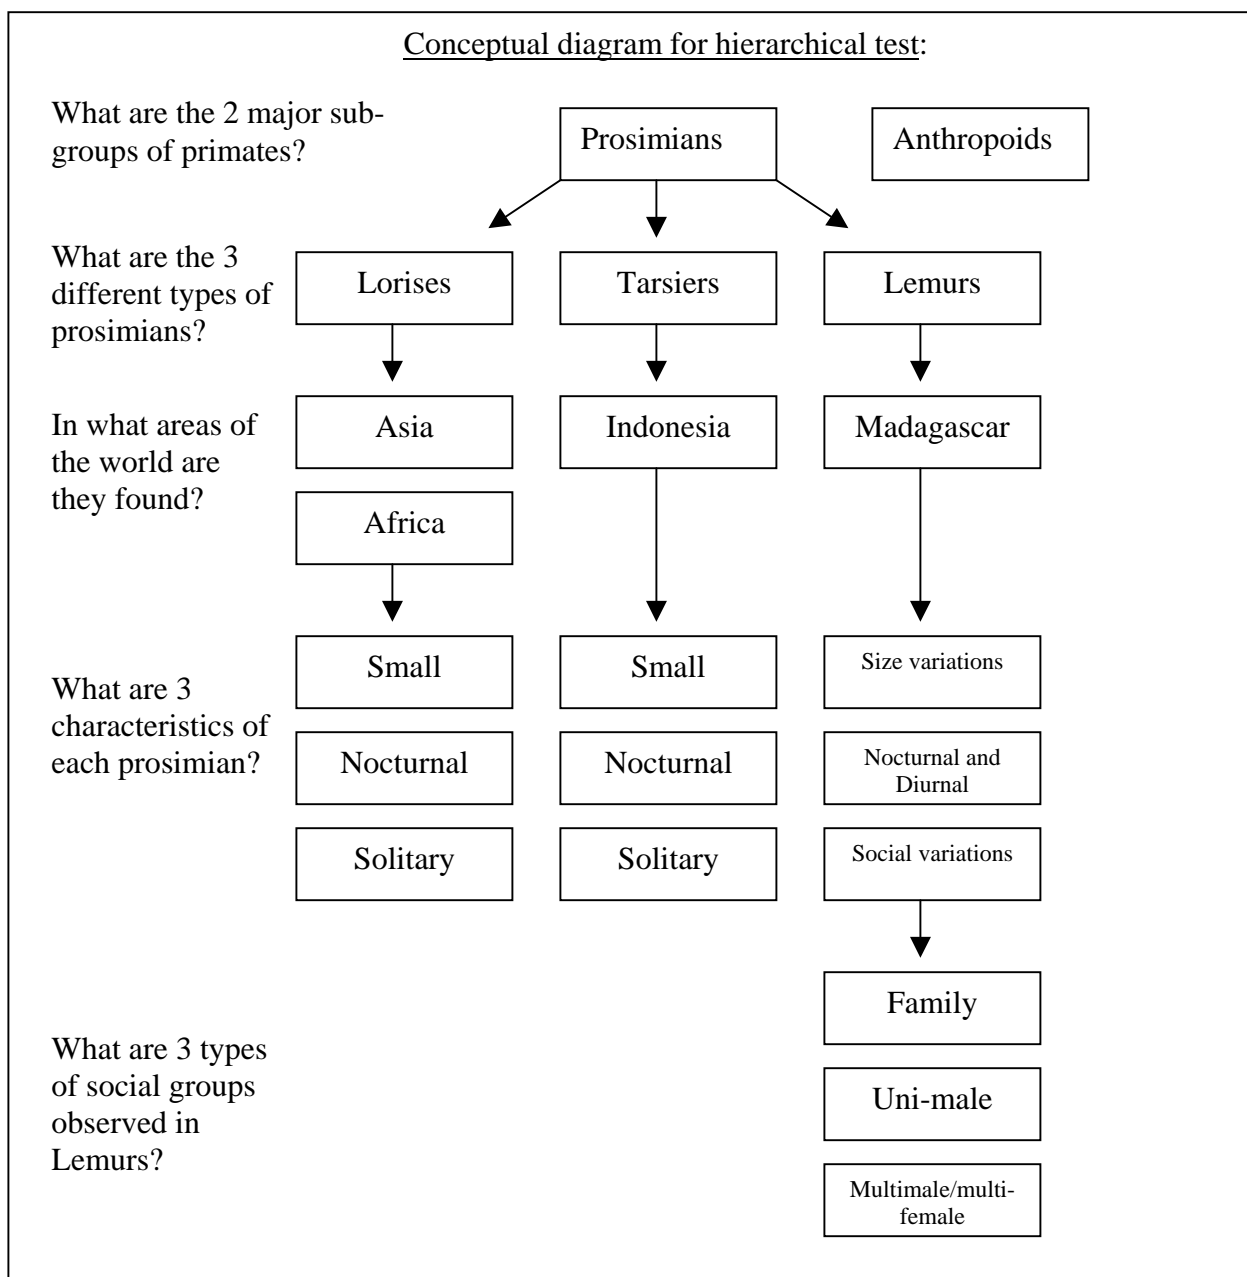 Conceptual diagram for hierarchical test:
What are the 2 major sub-
groups of primates?
Prosimians
Anthropoids
What are the 3
different types of
prosimians?
Lorises
Tarsiers
Lemurs
In what areas of
the world are
they found?
Asia
Indonesia
Madagascar
Africa
What are 3
characteristics of
each prosimian?
Small
Small
Size variations
Nocturnal
Nocturnal
Nocturnal and
Diurnal
Solitary
Solitary
Social variations
What are 3 types
of social groups
observed in
Lemurs?
Family
Uni-male
Multimale/multi-
female